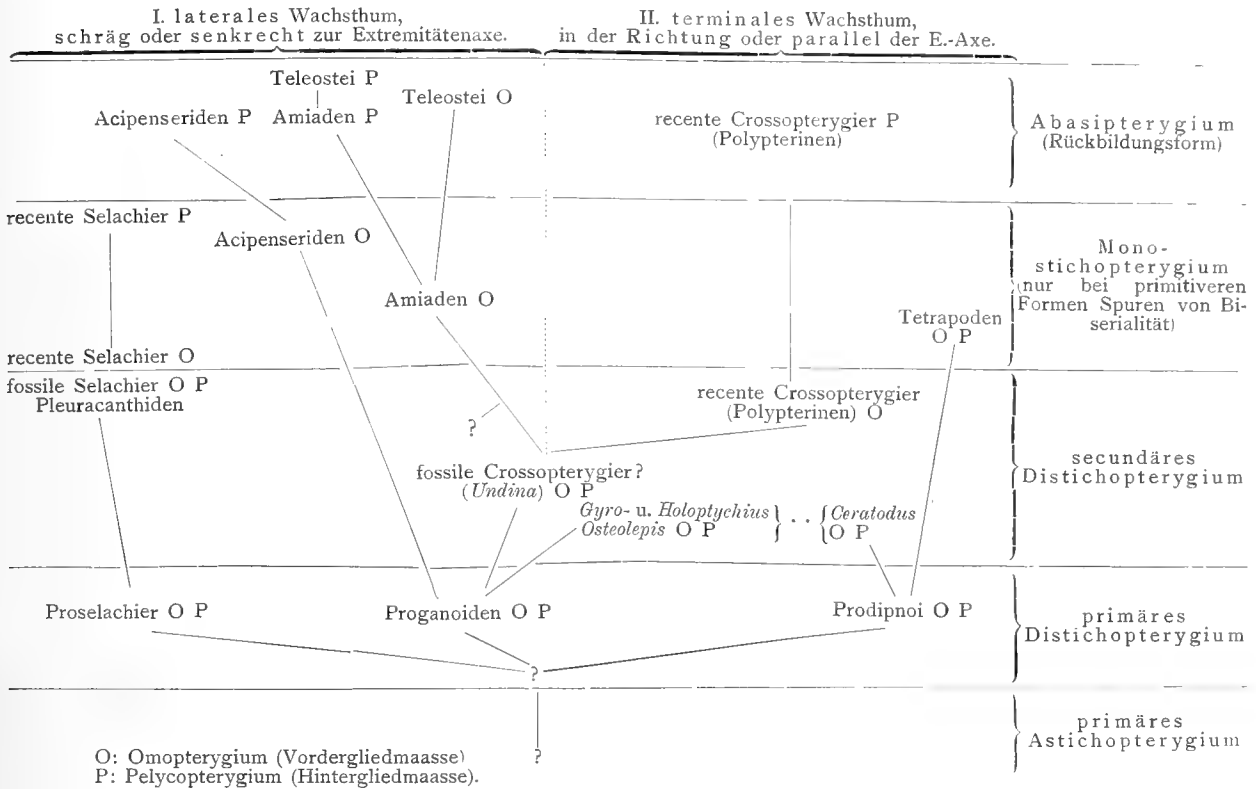 I. laterales Wachsthum,
schräg oder senkrecht zur Extremitätenaxe.
II. terminales Wachsthum,
in der Richtung oder parallel der E.-Axe.
Teleostei P
Teleostei O
Acipenseriden P
Amiaden P
recente Crossopterygier P
(Polypterinen)
Abasipterygium
(Rückbildungsform)
recente Selachier P
Acipenseriden O
Amiaden O
Tetrapoden
O P
recente Selachier O
Mono-
stichopterygium
(nur bei primitiveren
Formen Spuren von Bi-
serialität)
fossile Selachier O P
Pleuracanthiden
recente Crossopterygier
(Polypterinen) O
?
fossile Crossopterygier?
(Undina) O P
Gyro- u. Holoptychius
Osteolepis O P
. .
Ceratodus
O P
secundäres
Distichopterygium
Proselachier O P
Proganoiden O P
Prodipnoi O P
?
primäres
Distichopterygium
?
primäres
Astichopterygium
O: Omopterygium (Vordergliedmaasse)
P: Pelycopterygium (Hintergliedmaasse).